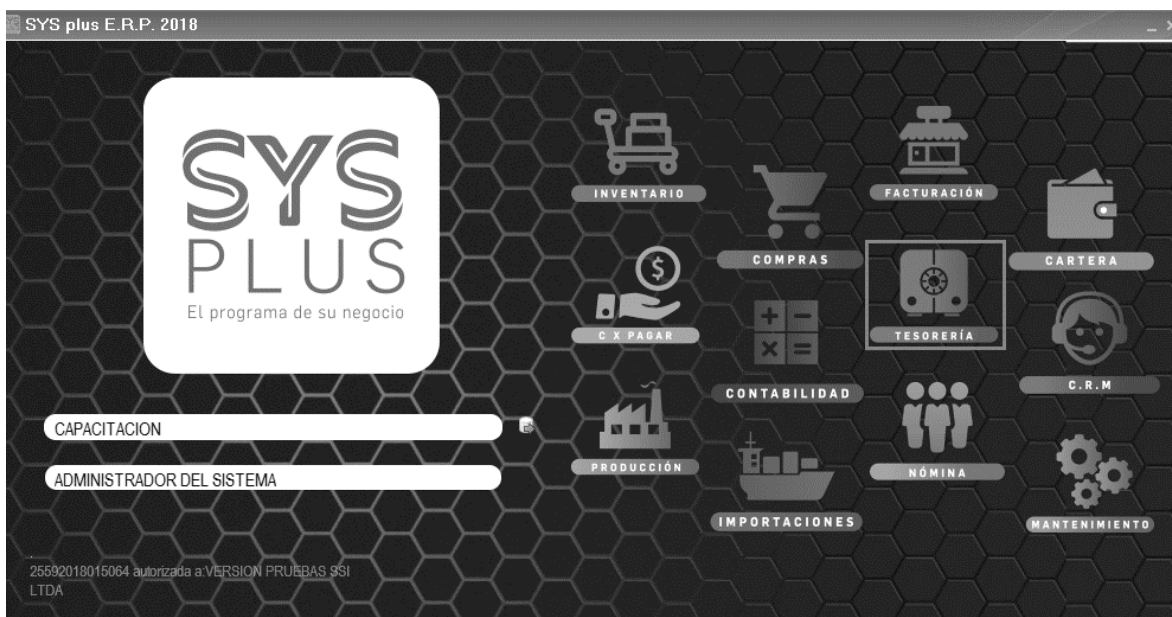 SYS plus E.R.P. 2018
SYS
PLUS
El programa de su negocio
CAPACITACION
ADMINISTRADOR DEL SISTEMA
25592018015064 autorizada a:VERSION PRUEBAS SSI
LTDA
INVENTARIO
COMPRAS
FACTURACIÓN
CARTERA
C X PAGAR
CONTABILIDAD
TESORERÍA
C.R.M
PRODUCCIÓN
IMPORTACIONES
NÓMINA
MANTENIMIENTO